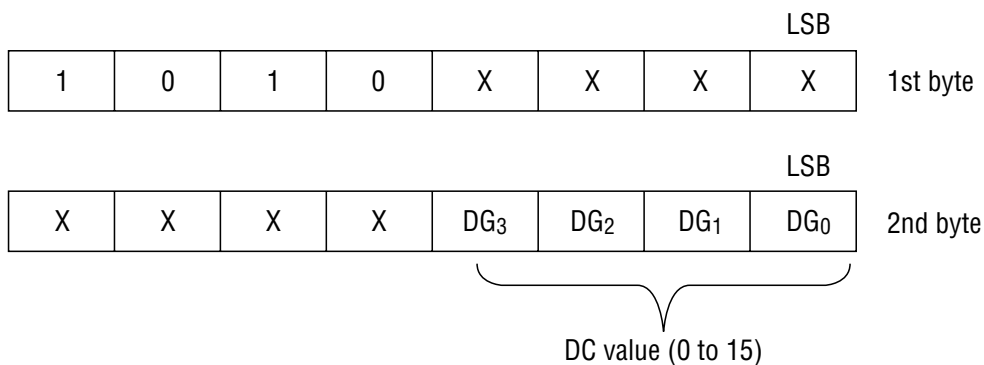 LSB
1 0 1 0 X X X X 1st byte
LSB
X X X X DG3 DG2 DG1 DG0 2nd byte
DC value (0 to 15)